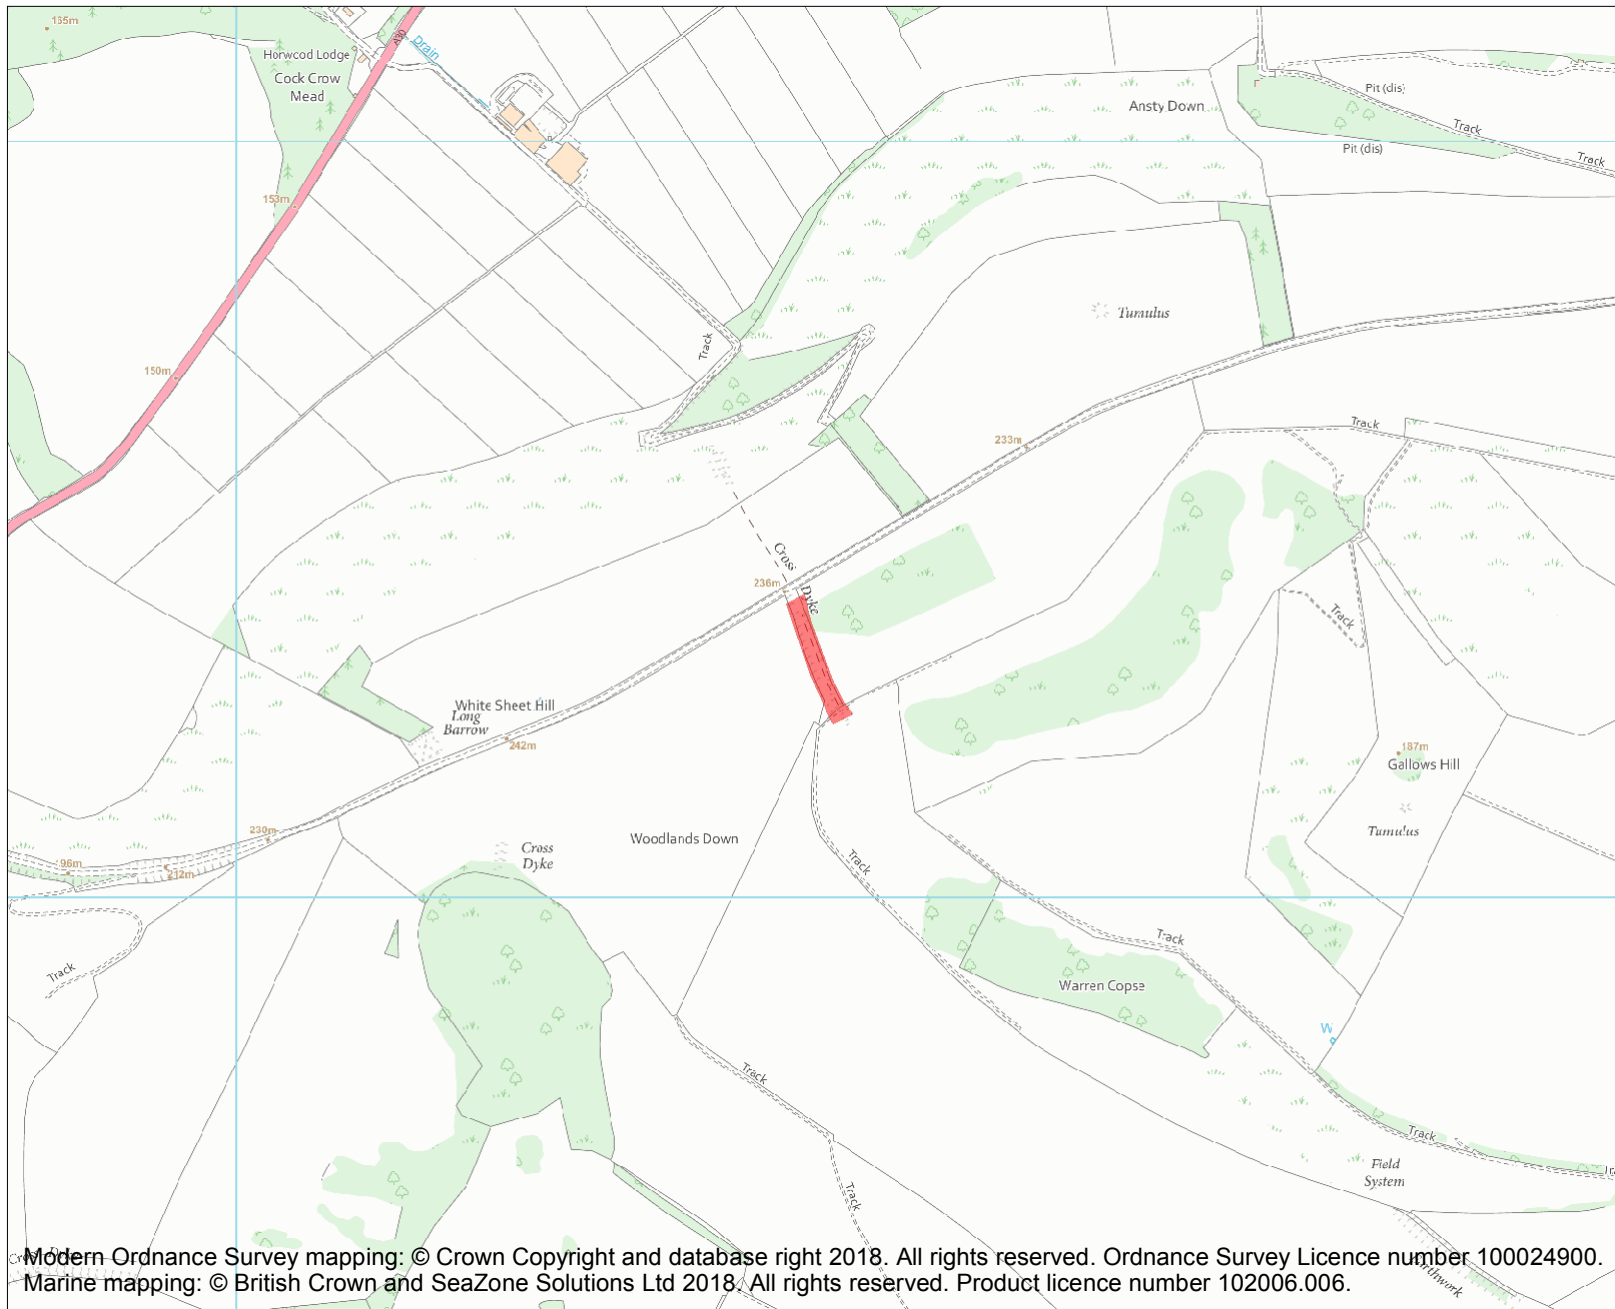 165m
A30
Drain
Horwood Lodge
Cock Crow
Mead
Ansty Down
Pit (dis)
Track
Pit (dis)
Track
153m
Tumulus
Track
150m
233m
Track
Cross
Dyke
236m
Track
White Sheet Hill
Long
Barrow
242m
187m
Gallows Hill
Tumulus
230m
Woodlands Down
Cross
Dyke
Track
96m
212m
Track
Track
Warren Copse
W
Track
Track
Field
System
Track
Cross Dyke
Modern Ordnance Survey mapping: © Crown Copyright and database right 2018. All rights reserved. Ordnance Survey Licence number 100024900.
Marine mapping: © British Crown and SeaZone Solutions Ltd 2018. All rights reserved. Product licence number 102006.006.